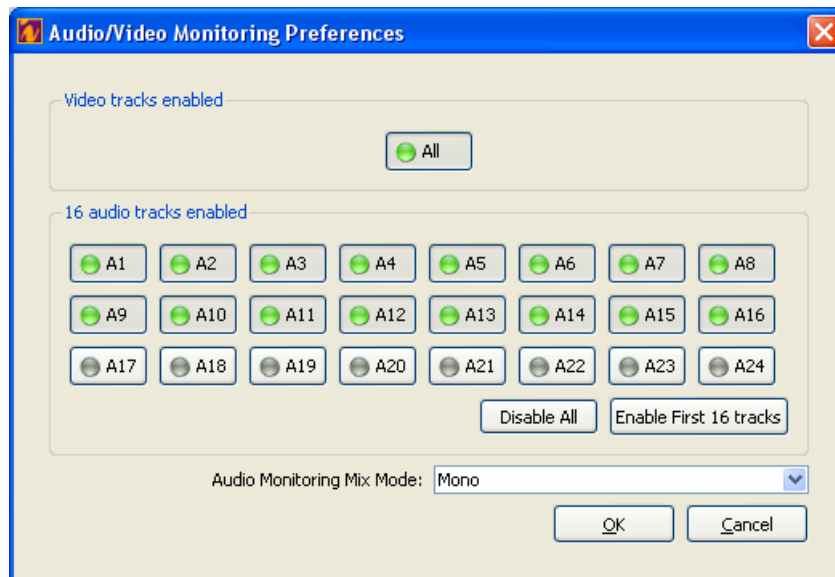 Audio/Video Monitoring Preferences
Video tracks enabled
All
16 audio tracks enabled
A1 A2 A3 A4 A5 A6 A7 A8
A9 A10 A11 A12 A13 A14 A15 A16
A17 A18 A19 A20 A21 A22 A23 A24
Disable All Enable First 16 tracks
Audio Monitoring Mix Mode: Mono
OK Cancel